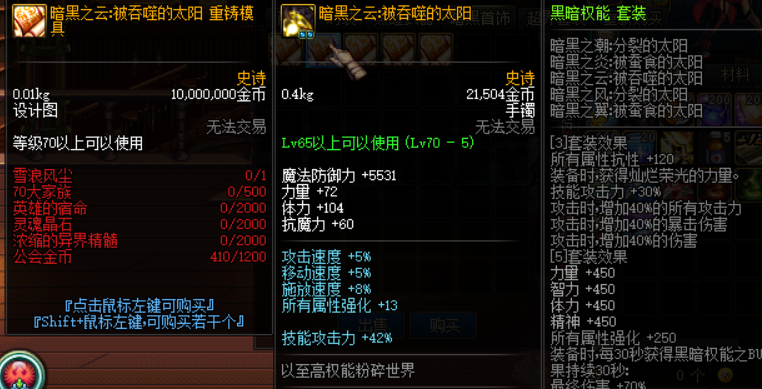 暗黑之云:被吞噬的太阳 重铸模具
史诗
0.01kg 10,000,000金币
设计图
无法交易
等级70以上可以使用
雪浪风尘 0/1
70大家族 0/500
英雄的宿命 0/2000
灵魂晶石 0/2000
浓缩的异界精髓 0/2000
公会金币 410/1200
『点击鼠标左键可购买』
『Shift+鼠标左键,可购买若干个』
暗黑之云:被吞噬的太阳
史诗
0.4kg 21,504金币
手镯
无法交易
Lv65以上可以使用 (Lv70 - 5)
魔法防御力 +5531
力量 +72
体力 +104
抗魔力 +60
攻击速度 +5%
移动速度 +5%
施放速度 +8%
所有属性强化 +13
出售 购买
技能攻击力 +42%
以至高权能粉碎世界
黑暗权能 套装
暗黑之潮:分裂的太阳
暗黑之炎:被蚕食的太阳
暗黑之云:被吞噬的太阳
暗黑之风:分裂的太阳
暗黑之翼:被蚕食的太阳
[3]套装效果
所有属性抗性 +120
装备时,获得灿烂荣光的力量。
技能攻击力 +30%
攻击时,增加40%的所有攻击力
攻击时,增加40%的暴击伤害
攻击时,增加40%的伤害
[5]套装效果
力量 +450
智力 +450
体力 +450
精神 +450
所有属性强化 +250
装备时,每30秒获得黑暗权能之BU
果持续30秒:
最终伤害 +70%